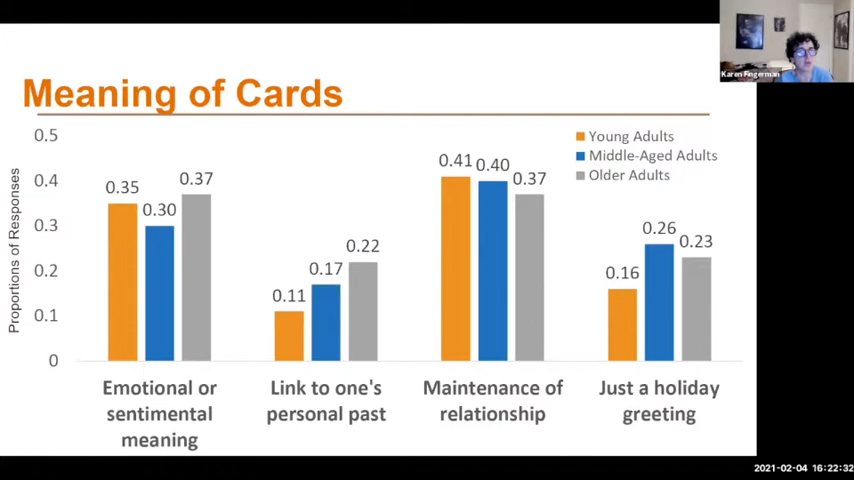 Karen Fingerman
Meaning of Cards
Proportions of Responses
0.5
0.4
0.3
0.2
0.1
0
Young Adults
Middle-Aged Adults
Older Adults
0.35
0.30
0.37
0.11
0.17
0.22
0.41
0.40
0.37
0.16
0.26
0.23
Emotional or
sentimental
meaning
Link to one's
personal past
Maintenance of
relationship
Just a holiday
greeting
2021-02-04 16:22:32